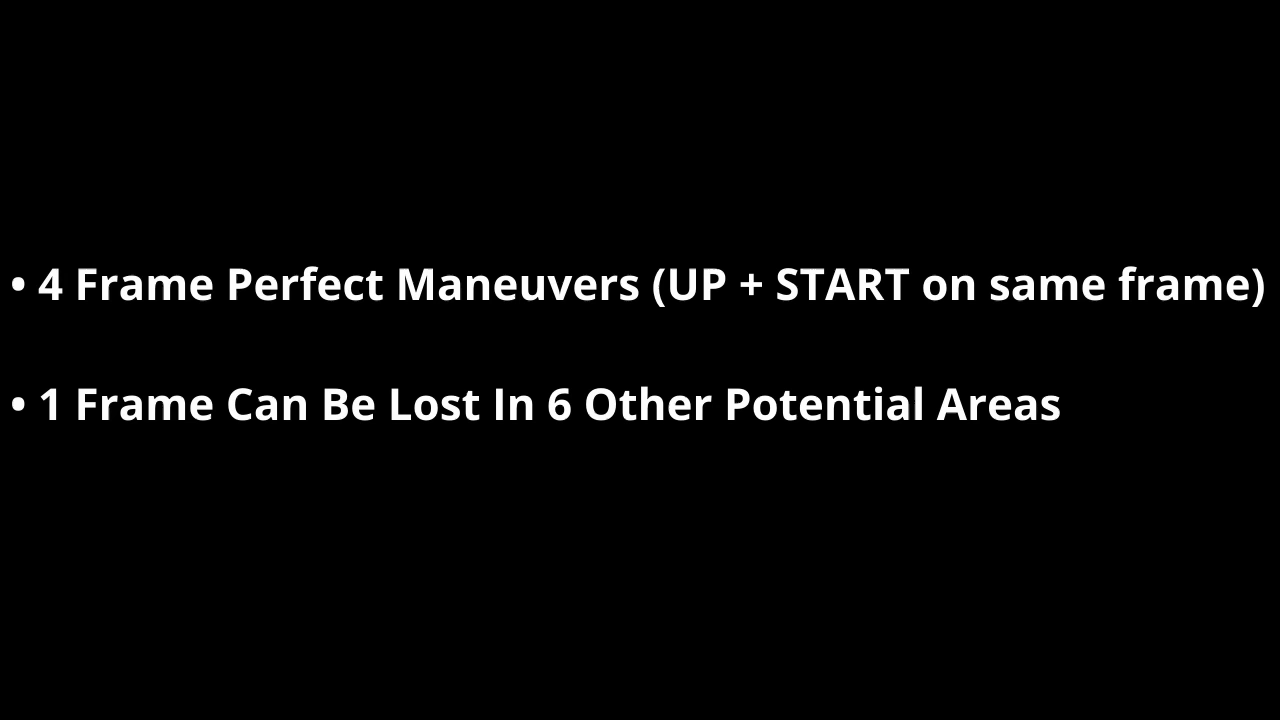 • 4 Frame Perfect Maneuvers (UP + START on same frame)
• 1 Frame Can Be Lost In 6 Other Potential Areas